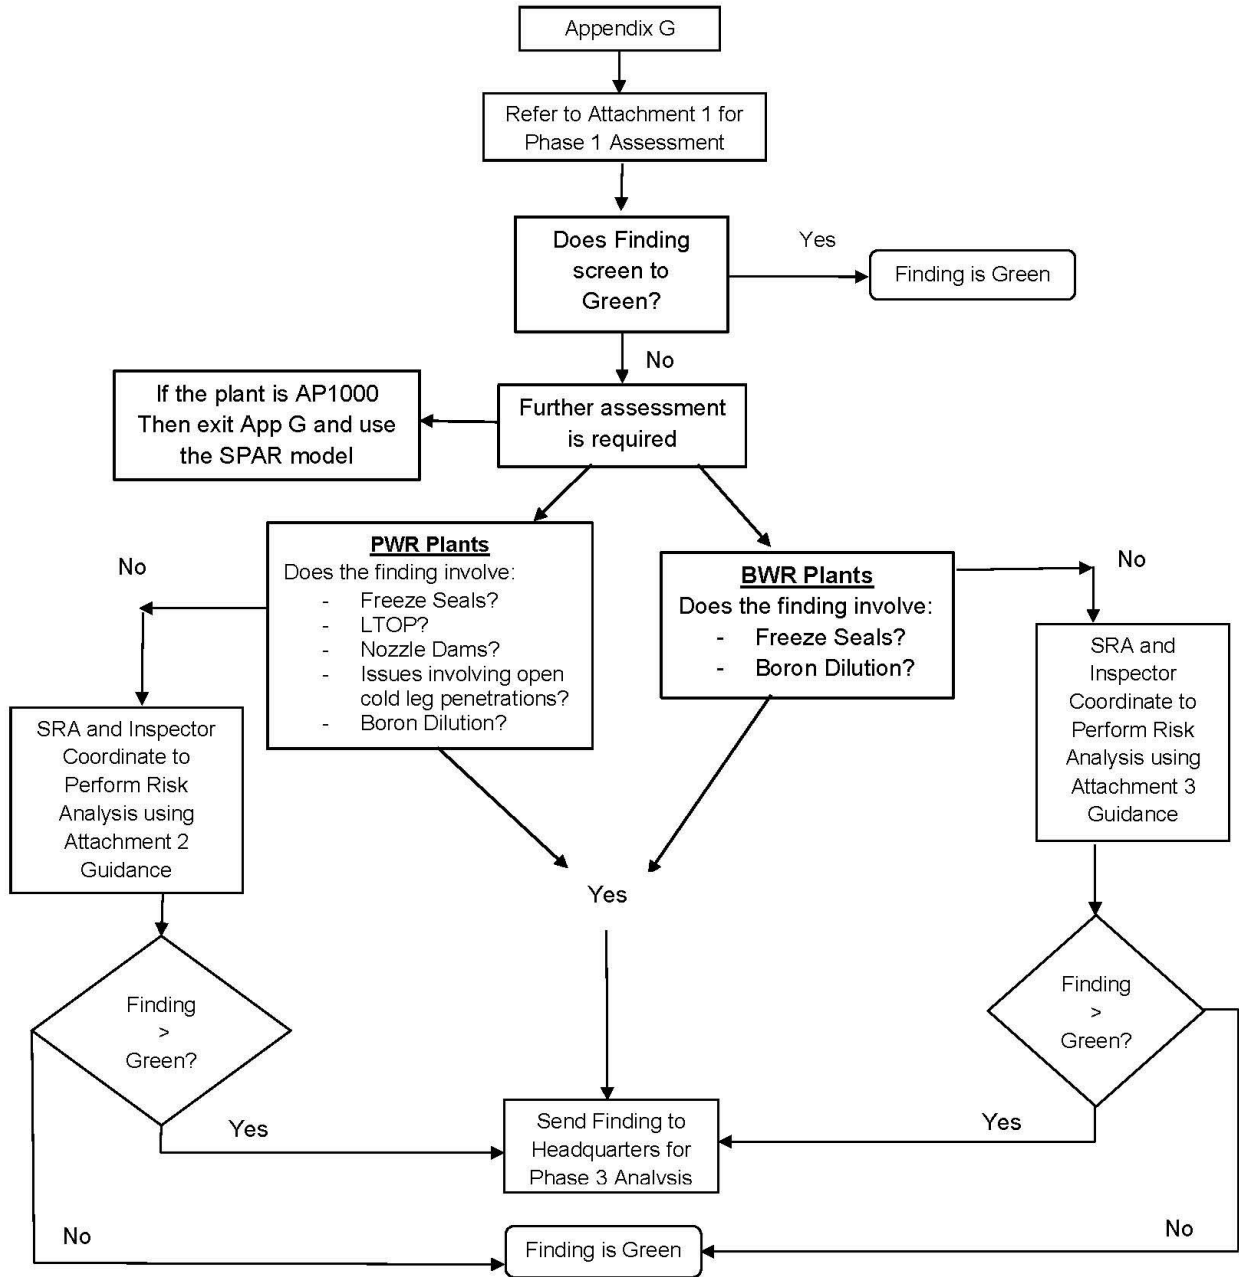 Appendix G
Refer to Attachment 1 for
Phase 1 Assessment
Does Finding
screen to
Green?
Yes
Finding is Green
No
If the plant is AP1000
Then exit App G and use
the SPAR model
Further assessment
is required
No
PWR Plants
Does the finding involve:
- Freeze Seals?
- LTOP?
- Nozzle Dams?
- Issues involving open
cold leg penetrations?
- Boron Dilution?
BWR Plants
Does the finding involve:
- Freeze Seals?
- Boron Dilution?
No
SRA and Inspector
Coordinate to
Perform Risk
Analysis using
Attachment 2
Guidance
SRA and
Inspector
Coordinate to
Perform Risk
Analysis using
Attachment 3
Guidance
Yes
Finding
>
Green?
Finding
>
Green?
Yes
Send Finding to
Headquarters for
Phase 3 Analysis
Yes
No
Finding is Green
No